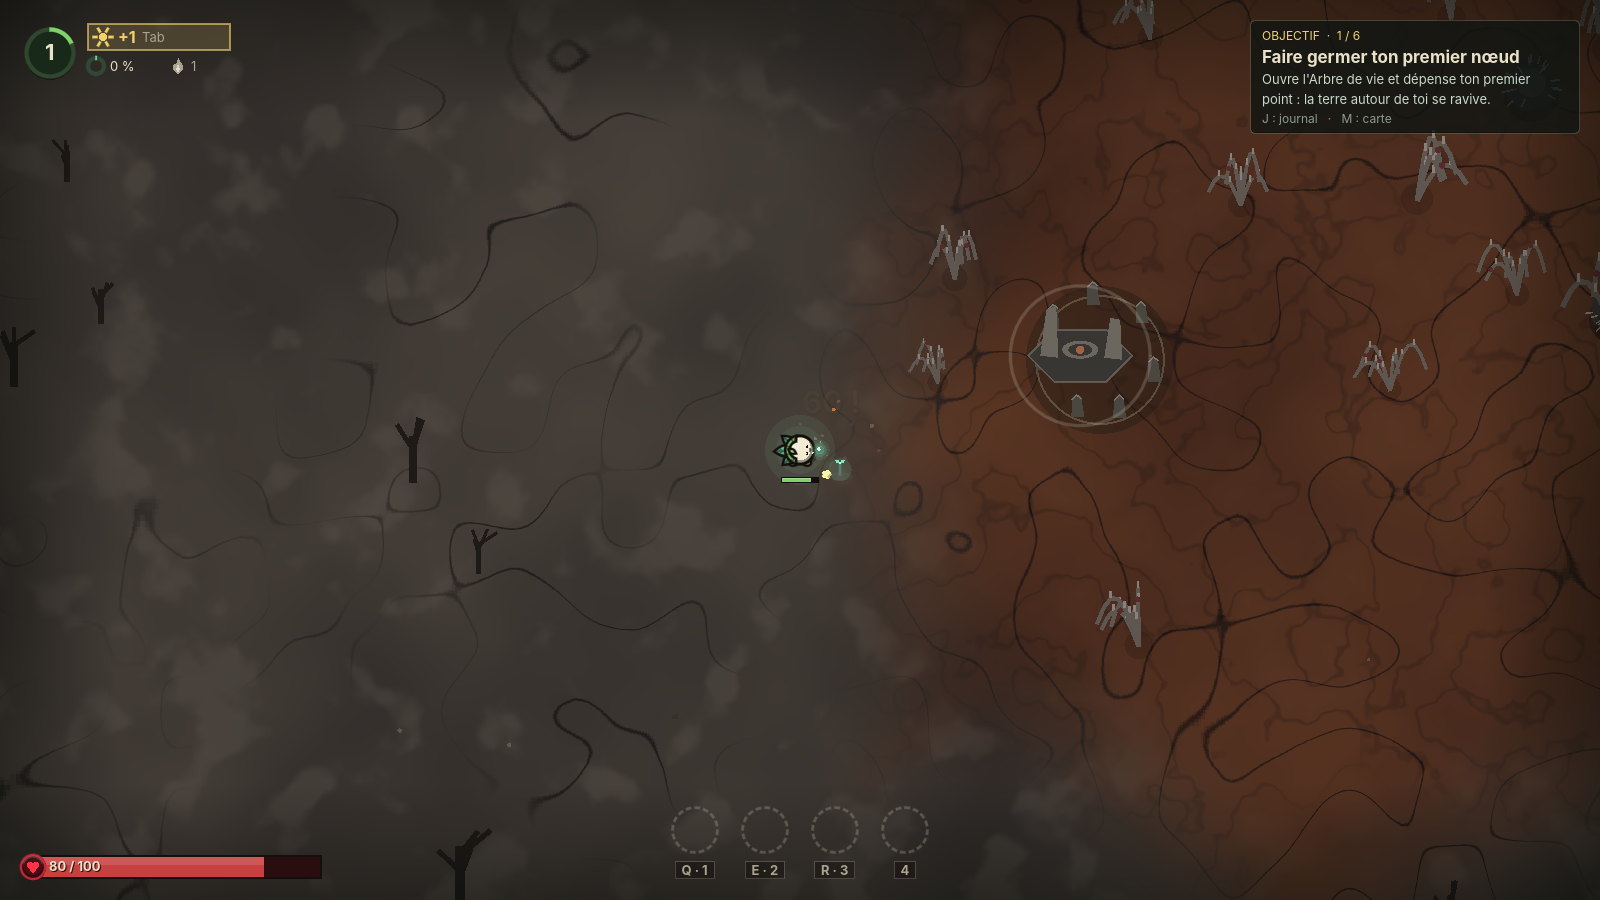 1
+1 Tab
0 % 1
OBJECTIF · 1 / 6
Faire germer ton premier nœud
Ouvre l'Arbre de vie et dépense ton premier
point : la terre autour de toi se ravive.
J : journal · M : carte
80 / 100
Q · 1 E · 2 R · 3 4